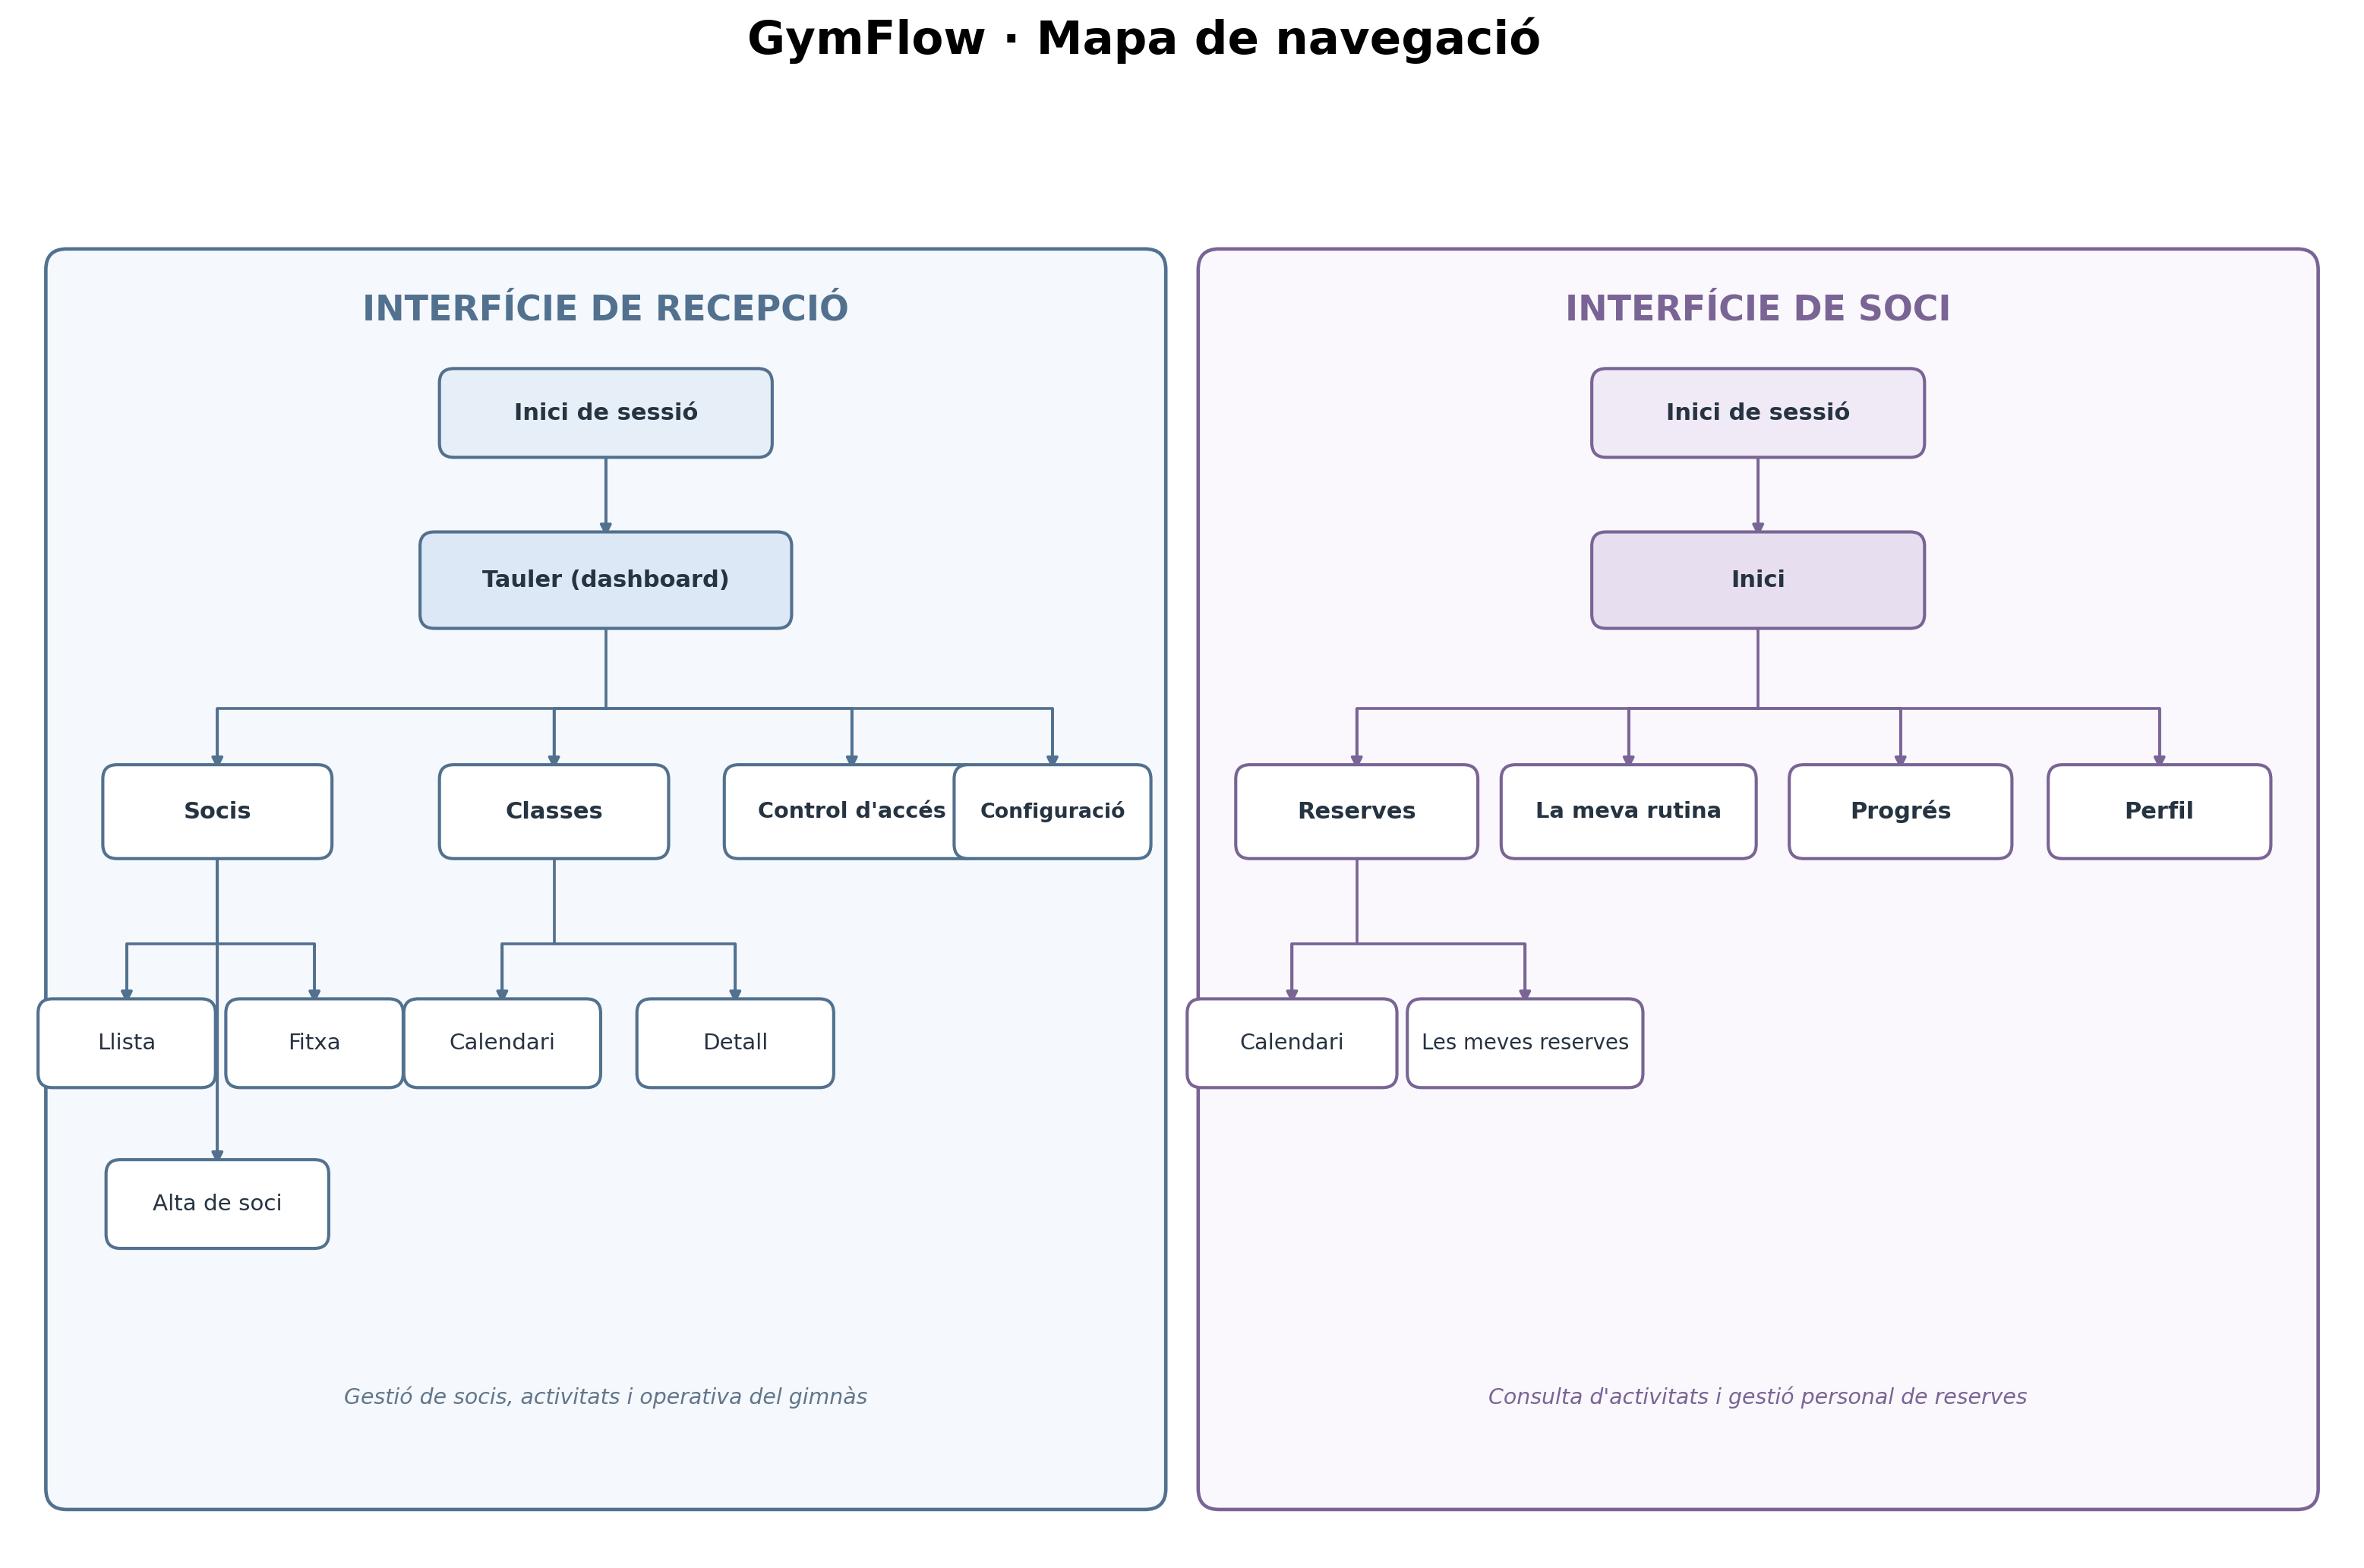 GymFlow · Mapa de navegació
INTERFÍCIE DE RECEPCIÓ
Inici de sessió
Tauler (dashboard)
Socis
Classes
Control d'accés
Configuració
Llista
Fitxa
Calendari
Detall
Alta de soci
Gestió de socis, activitats i operativa del gimnàs
INTERFÍCIE DE SOCI
Inici de sessió
Inici
Reserves
La meva rutina
Progrés
Perfil
Calendari
Les meves reserves
Consulta d'activitats i gestió personal de reserves